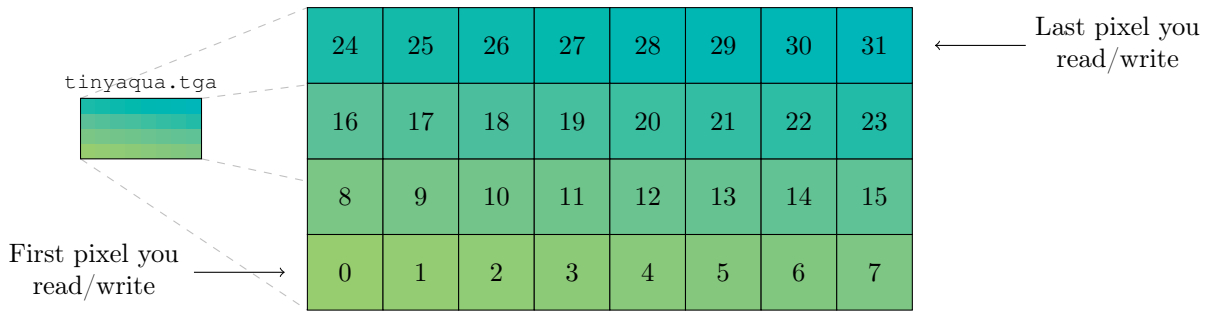 Last pixel you
read/write
tinyaqua.tga
24 25 26 27 28 29 30 31
16 17 18 19 20 21 22 23
8 9 10 11 12 13 14 15
First pixel you
read/write
0 1 2 3 4 5 6 7